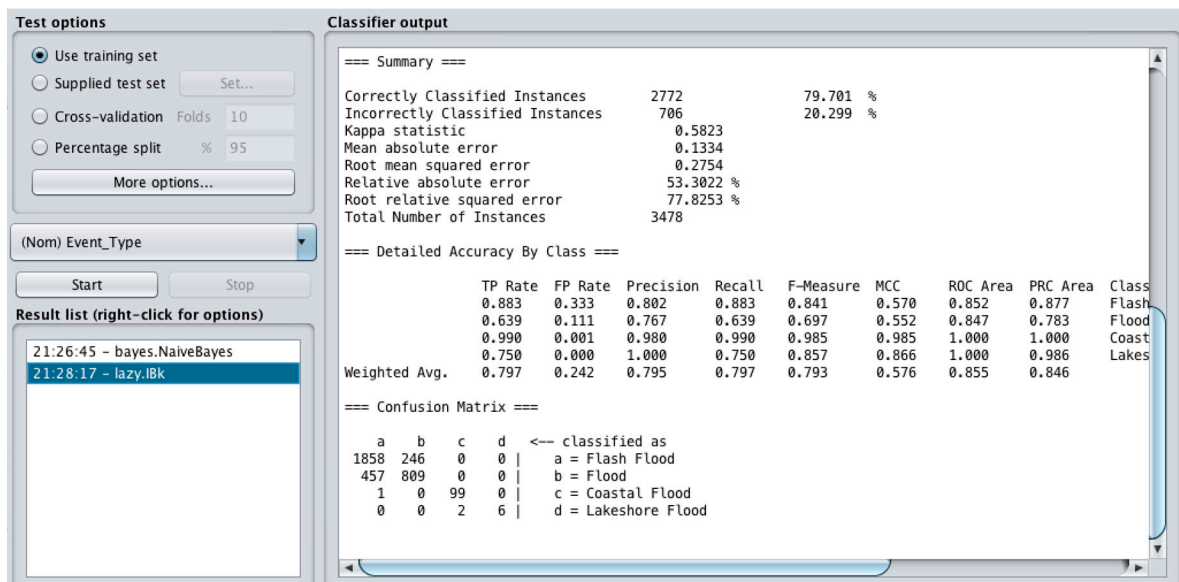 Test options
Use training set
Supplied test set Set...
Cross-validation Folds 10
Percentage split % 95
More options...
(Nom) Event_Type
Start Stop
Result list (right-click for options)
21:26:45 - bayes.NaiveBayes
21:28:17 - lazy.IBk
Classifier output
=== Summary ===
Correctly Classified Instances 2772 79.701 %
Incorrectly Classified Instances 706 20.299 %
Kappa statistic 0.5823
Mean absolute error 0.1334
Root mean squared error 0.2754
Relative absolute error 53.3022 %
Root relative squared error 77.8253 %
Total Number of Instances 3478
=== Detailed Accuracy By Class ===
TP Rate FP Rate Precision Recall F-Measure MCC ROC Area PRC Area Class
0.883 0.333 0.802 0.883 0.841 0.570 0.852 0.877 Flash
0.639 0.111 0.767 0.639 0.697 0.552 0.847 0.783 Flood
0.990 0.001 0.980 0.990 0.985 0.985 1.000 1.000 Coast
0.750 0.000 1.000 0.750 0.857 0.866 1.000 0.986 Lakes
Weighted Avg. 0.797 0.242 0.795 0.797 0.793 0.576 0.855 0.846
=== Confusion Matrix ===
a b c d <-- classified as
1858 246 0 0 | a = Flash Flood
457 809 0 0 | b = Flood
1 0 99 0 | c = Coastal Flood
0 0 2 6 | d = Lakeshore Flood